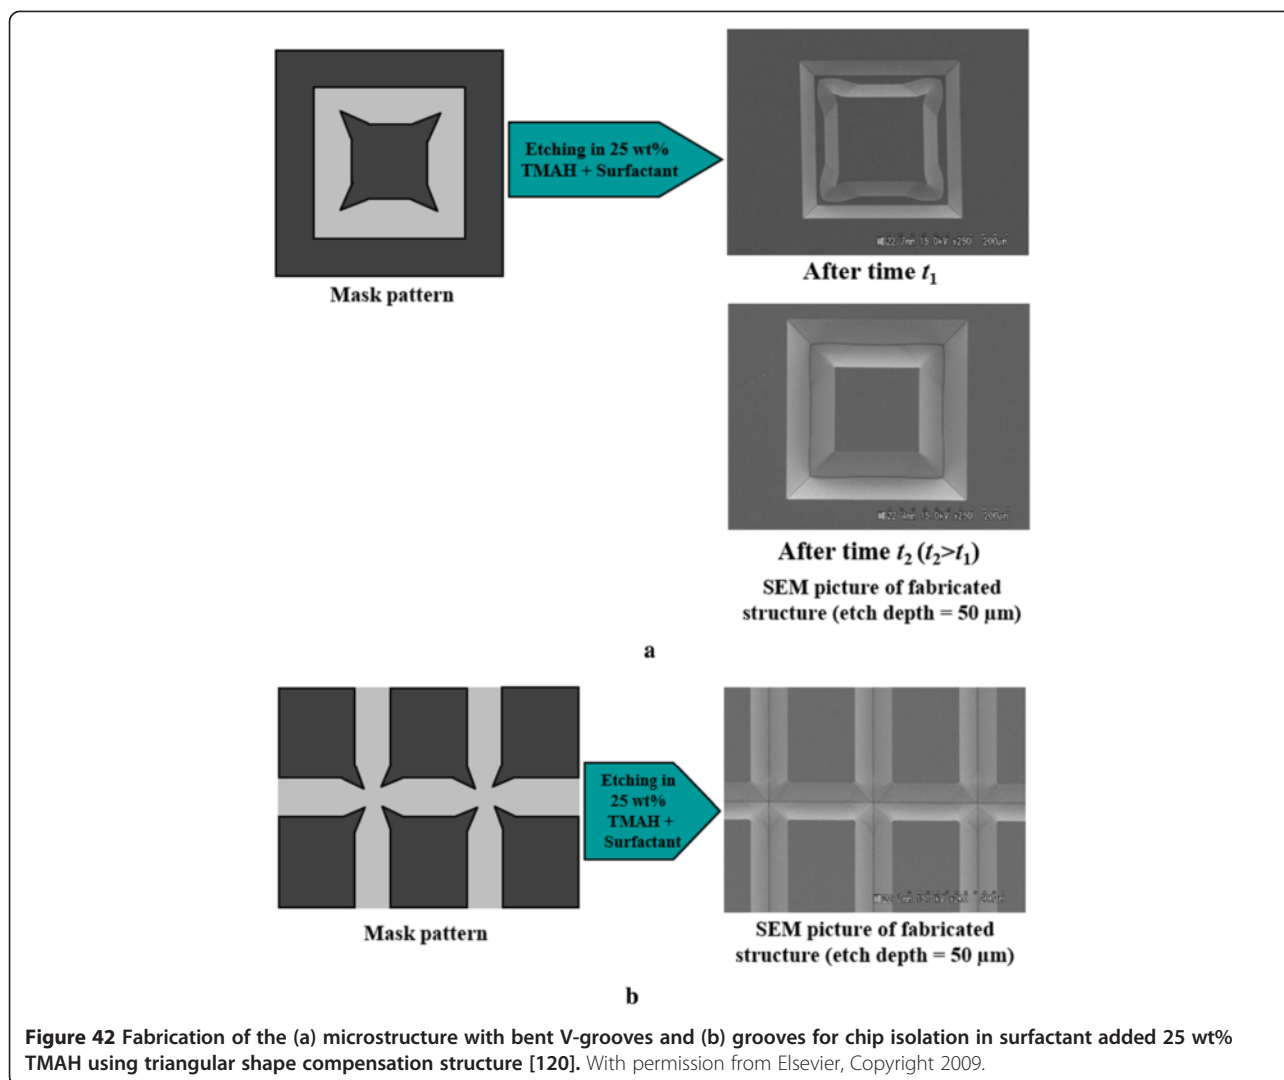 Etching in 25 wt%
TMAH + Surfactant
Mask pattern
After time t1
After time t2 (t2>t1)
SEM picture of fabricated
structure (etch depth = 50 μm)
a
Etching in
25 wt%
TMAH +
Surfactant
Mask pattern
SEM picture of fabricated
structure (etch depth = 50 μm)
b
Figure 42 Fabrication of the (a) microstructure with bent V-grooves and (b) grooves for chip isolation in surfactant added 25 wt%
TMAH using triangular shape compensation structure [120]. With permission from Elsevier, Copyright 2009.